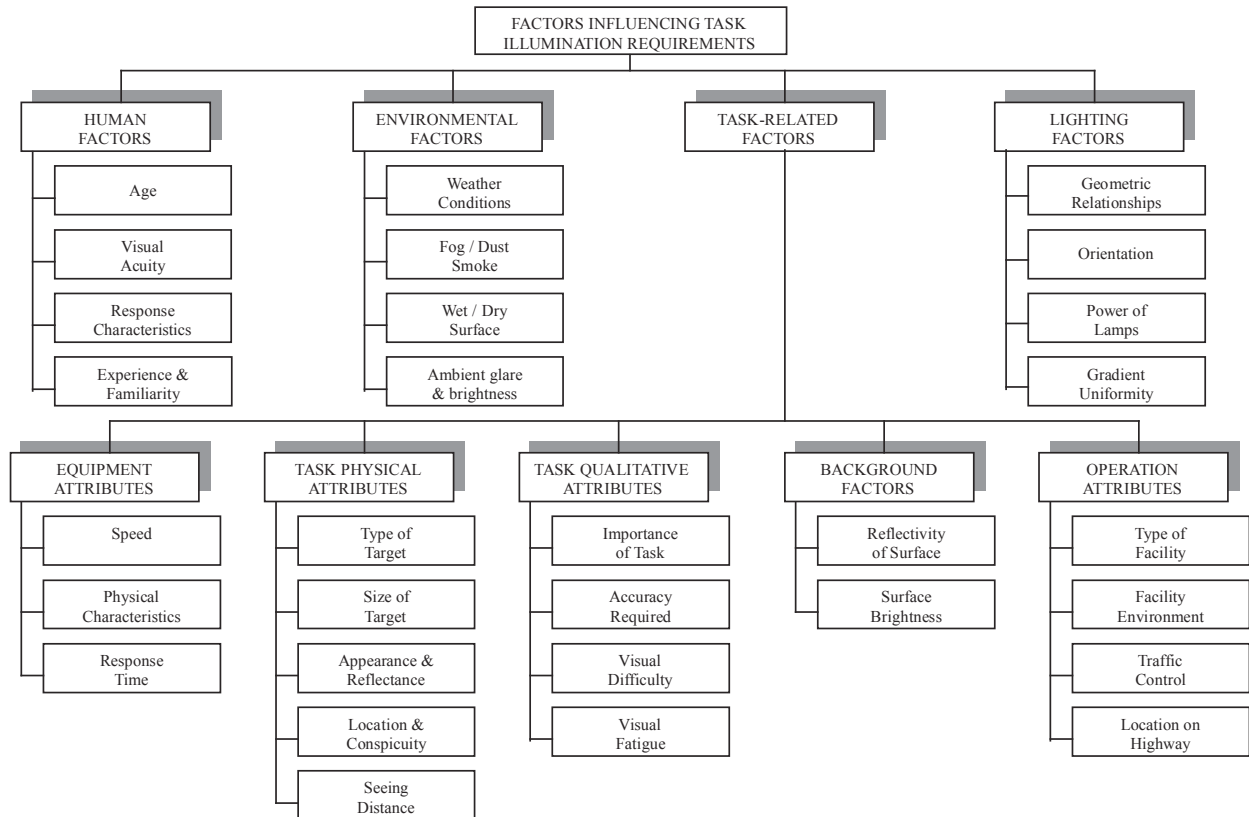 FACTORS INFLUENCING TASK
ILLUMINATION REQUIREMENTS
HUMAN
FACTORS
Age
Visual
Acuity
Response
Characteristics
Experience &
Familiarity
ENVIRONMENTAL
FACTORS
Weather
Conditions
Fog / Dust
Smoke
Wet / Dry
Surface
Ambient glare
& brightness
TASK-RELATED
FACTORS
LIGHTING
FACTORS
Geometric
Relationships
Orientation
Power of
Lamps
Gradient
Uniformity
EQUIPMENT
ATTRIBUTES
Speed
Physical
Characteristics
Response
Time
TASK PHYSICAL
ATTRIBUTES
Type of
Target
Size of
Target
Appearance &
Reflectance
Location &
Conspicuity
Seeing
Distance
TASK QUALITATIVE
ATTRIBUTES
Importance
of Task
Accuracy
Required
Visual
Difficulty
Visual
Fatigue
BACKGROUND
FACTORS
Reflectivity
of Surface
Surface
Brightness
OPERATION
ATTRIBUTES
Type of
Facility
Facility
Environment
Traffic
Control
Location on
Highway